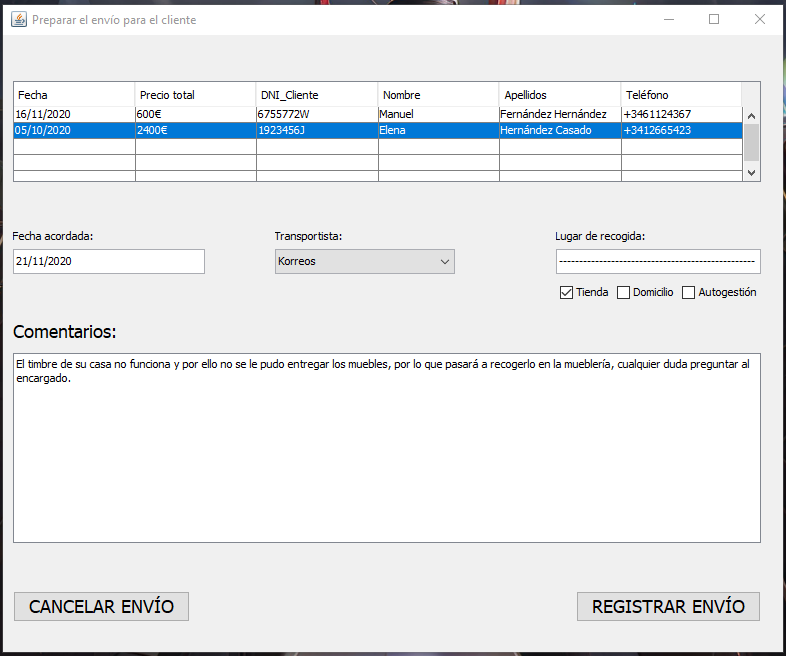 Preparar el envío para el cliente
Fecha Precio total DNI_Cliente Nombre Apellidos Teléfono
16/11/2020 600€ 6755772W Manuel Fernández Hernández +3461124367
05/10/2020 2400€ 1923456J Elena Hernández Casado +3412665423
Fecha acordada: Transportista: Lugar de recogida:
21/11/2020 Korreos -------------------------------------------------
Tienda Domicilio Autogestión
Comentarios:
El timbre de su casa no funciona y por ello no se le pudo entregar los muebles, por lo que pasará a recogerlo en la mueblería, cualquier duda preguntar al
encargado.
CANCELAR ENVÍO REGISTRAR ENVÍO